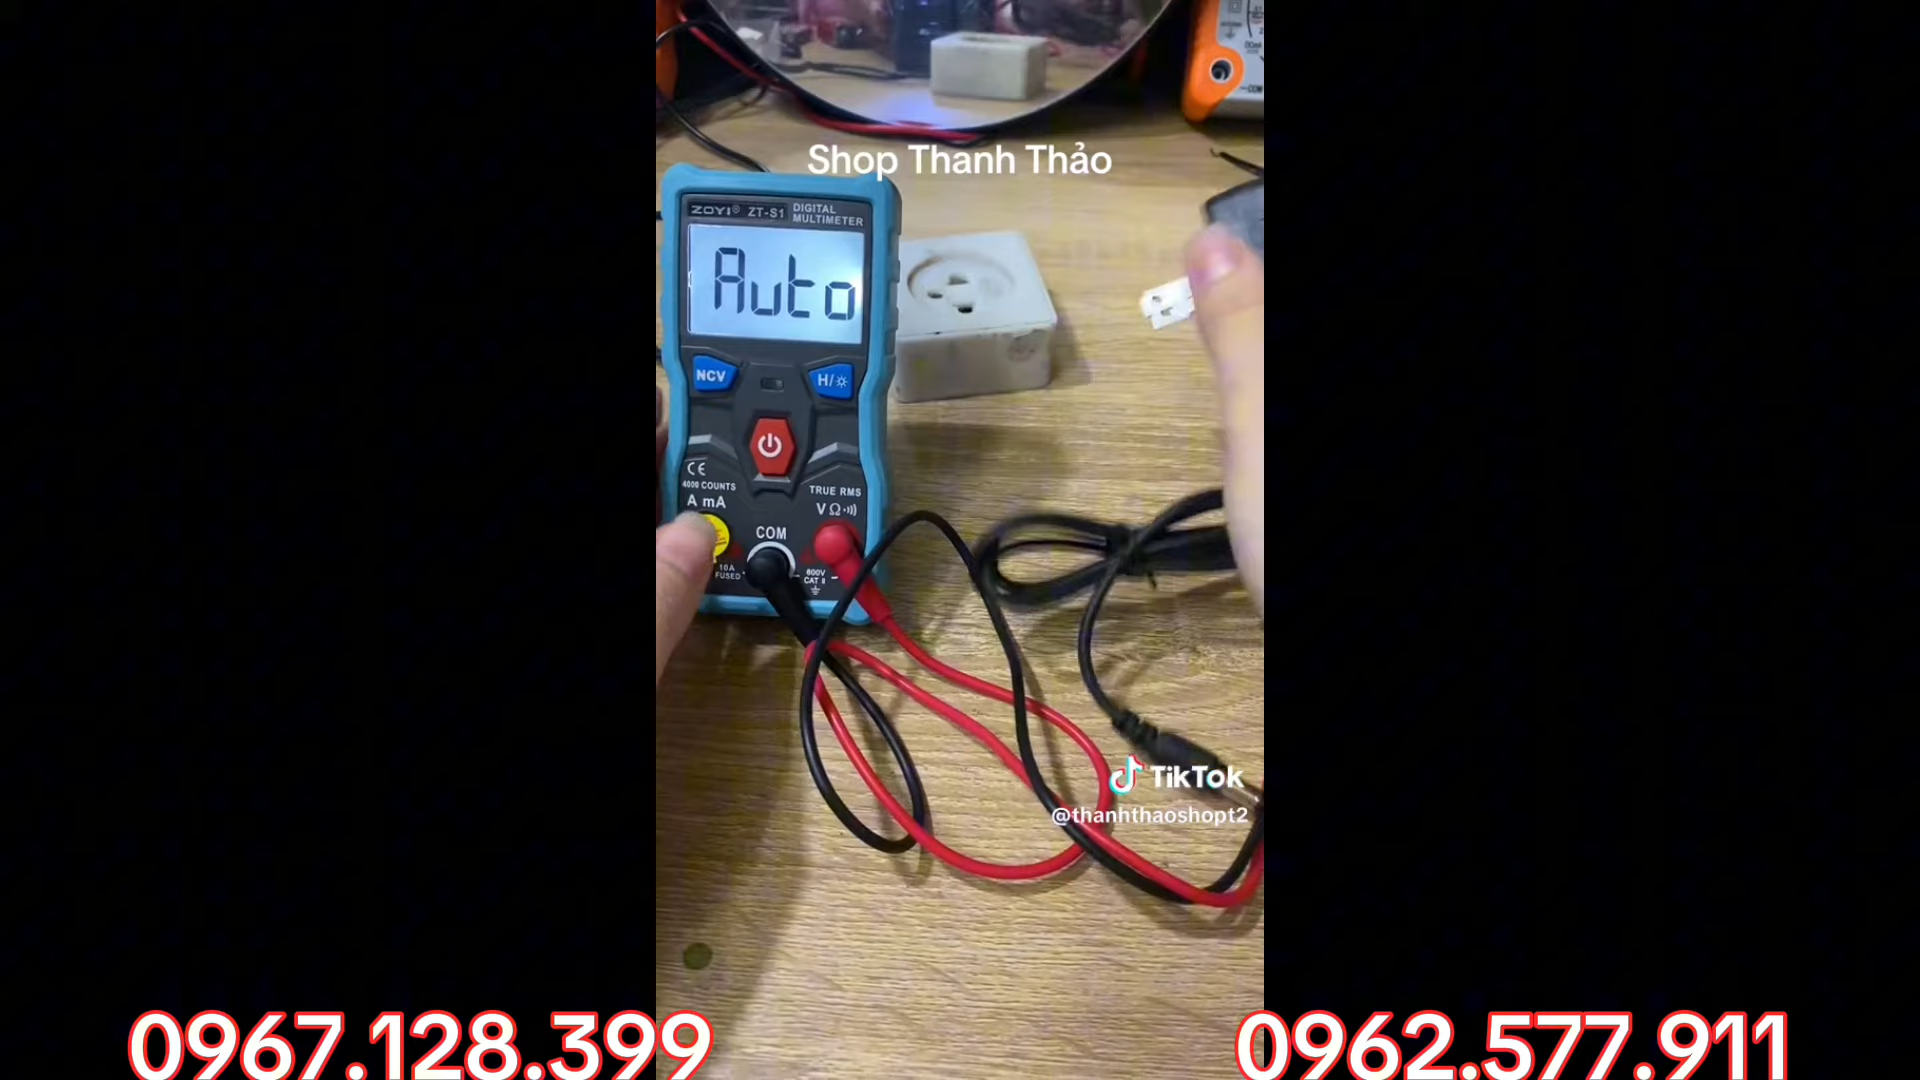 Shop Thanh Thảo
ZOYI® ZT-S1 DIGITAL MULTIMETER
Auto
NCV
H/
CE
4000 COUNTS
A mA
TRUE RMS
VΩ
COM
10A
FUSED
600V
CAT II
COM
TikTok
@thanhthaoshopt2
0967.128.399
0962.577.911